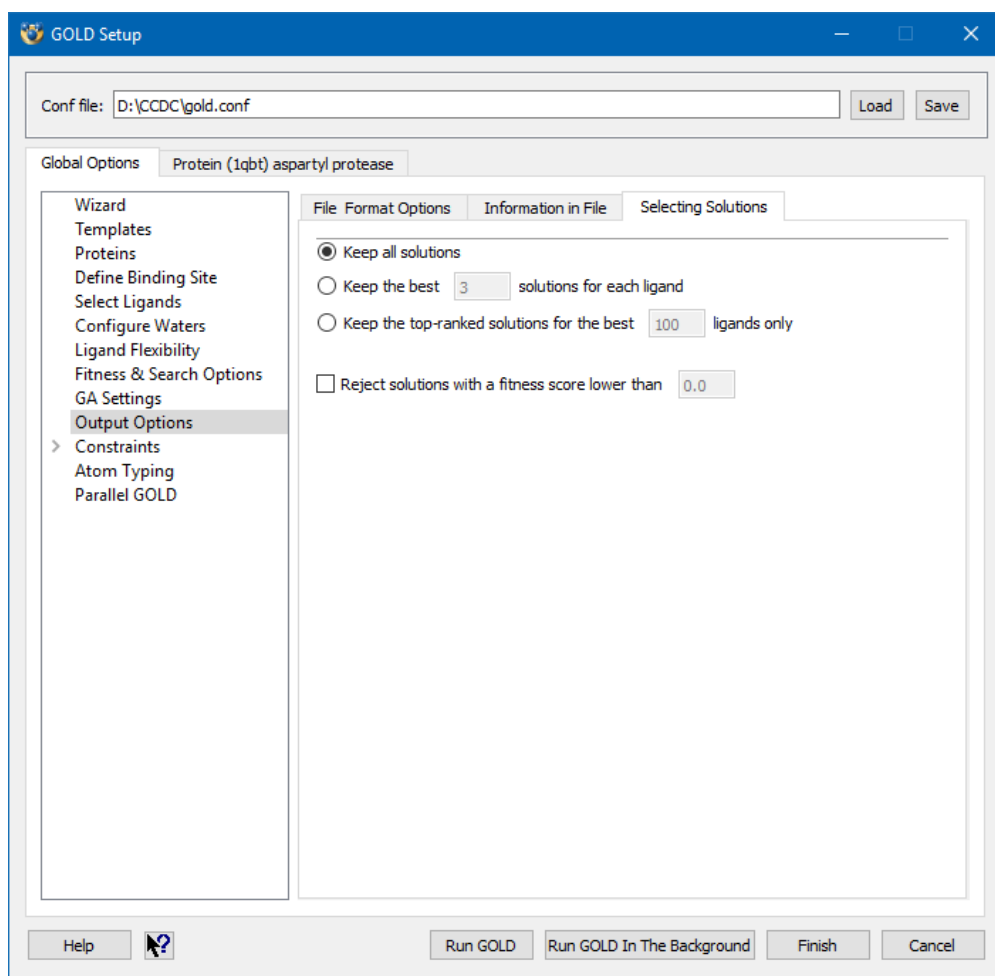 GOLD Setup
Conf file: D:\CCDC\gold.conf Load Save
Global Options Protein (1qbt) aspartyl protease
Wizard
Templates
Proteins
Define Binding Site
Select Ligands
Configure Waters
Ligand Flexibility
Fitness & Search Options
GA Settings
Output Options
Constraints
Atom Typing
Parallel GOLD
File Format Options Information in File Selecting Solutions
Keep all solutions
Keep the best 3 solutions for each ligand
Keep the top-ranked solutions for the best 100 ligands only
Reject solutions with a fitness score lower than 0.0
Help ? Run GOLD Run GOLD In The Background Finish Cancel